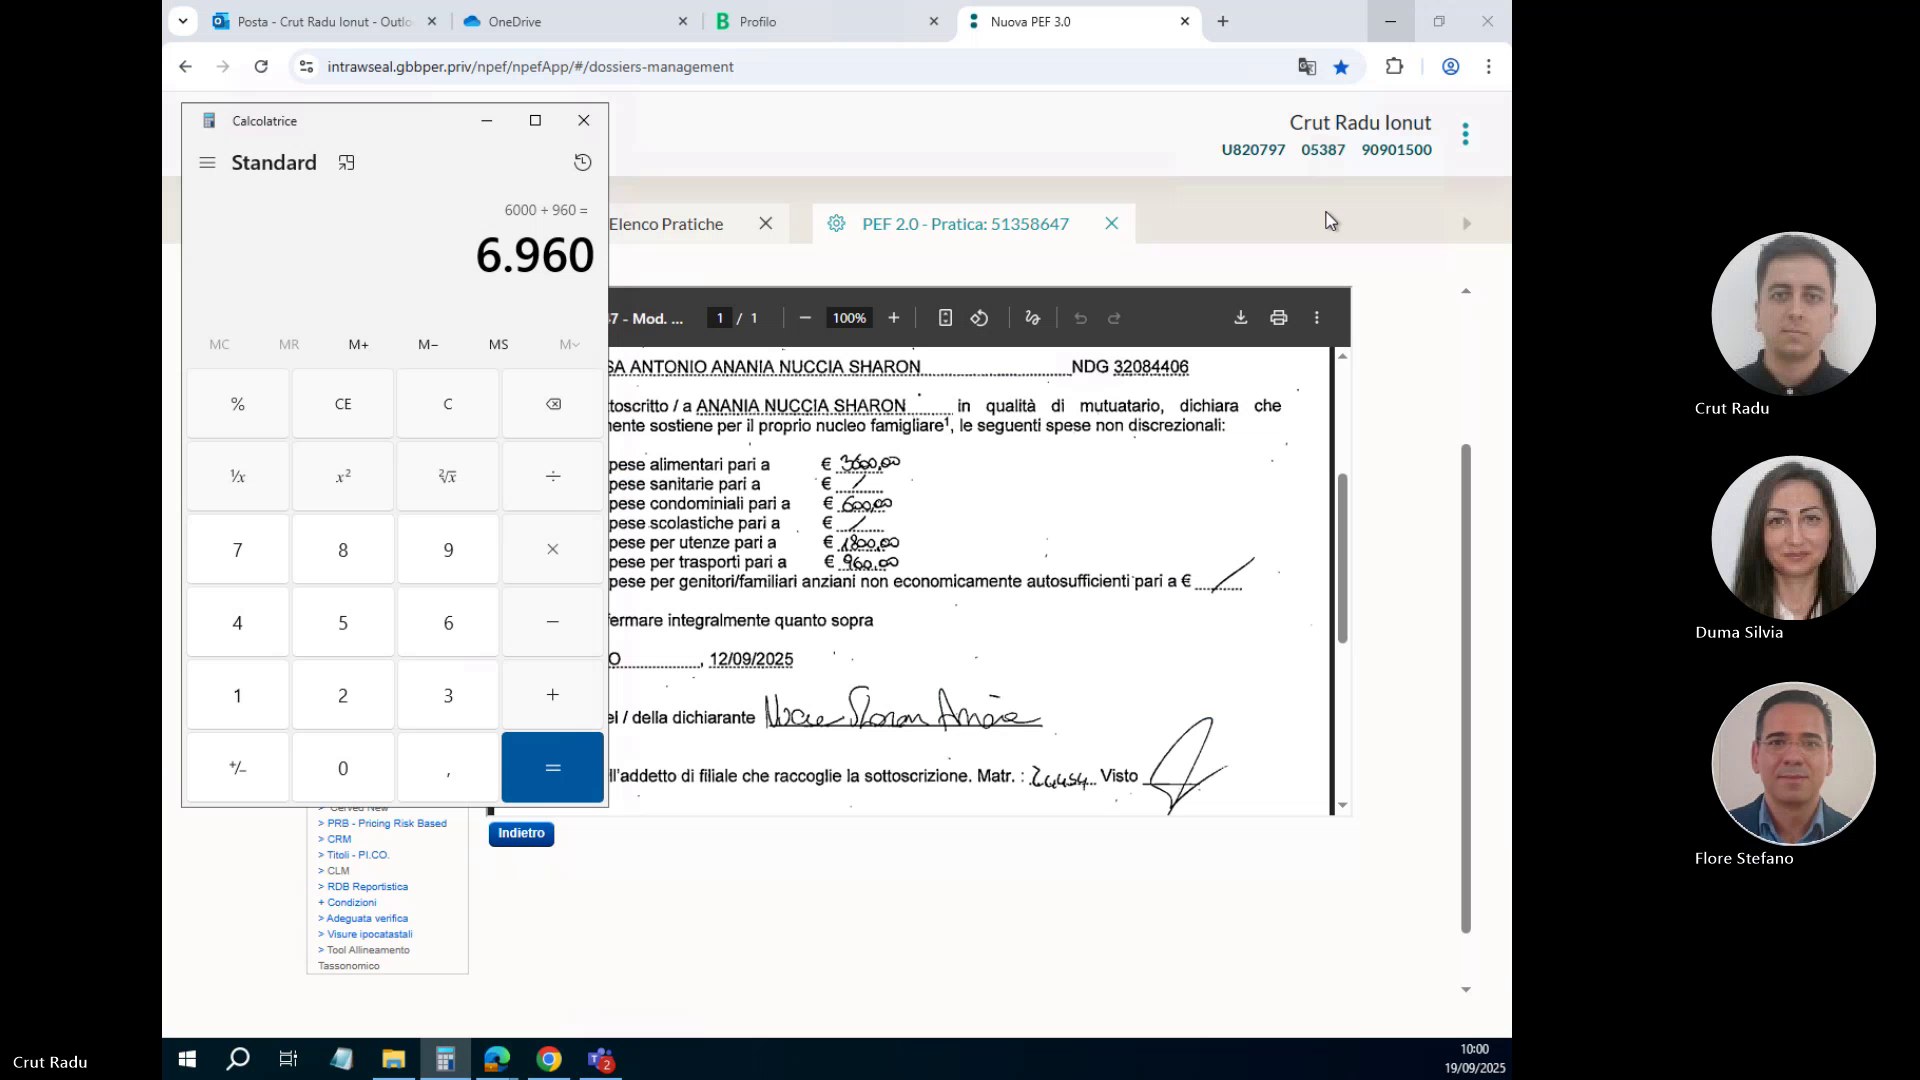 Posta - Crut Radu Ionut - Outlo
OneDrive
Profilo
Nuova PEF 3.0
intrawseal.gbbper.priv/npef/npefApp/#/dossiers-management
Calcolatrice
Standard
6000 + 960 =
6.960
MC MR M+ M− MS M˅
% CE C
¹/x x² ²√x ÷
7 8 9 ×
4 5 6 −
1 2 3 +
+/− 0 , =
Crut Radu Ionut
U820797 05387 90901500
Elenco Pratiche
PEF 2.0 - Pratica: 51358647
7 - Mod. ... 1 / 1 100%
SA ANTONIO ANANIA NUCCIA SHARON NDG 32084406
toscritto / a ANANIA NUCCIA SHARON in qualità di mutuatario, dichiara che
nente sostiene per il proprio nucleo famigliare¹, le seguenti spese non discrezionali:
pese alimentari pari a € 3600,00
pese sanitarie pari a € /
pese condominiali pari a € 600,00
pese scolastiche pari a € /
pese per utenze pari a € 1800,00
pese per trasporti pari a € 960,00
pese per genitori/familiari anziani non economicamente autosufficienti pari a € /
fermare integralmente quanto sopra
O, 12/09/2025
el / della dichiarante Nuccia Sharon Anania
ll'addetto di filiale che raccoglie la sottoscrizione. Matr. : Visto
Indietro
> Cerved New
> PRB - Pricing Risk Based
> CRM
> Titoli - PI.CO.
> CLM
> RDB Reportistica
+ Condizioni
> Adeguata verifica
> Visure ipocatastali
> Tool Allineamento
Tassonomico
Crut Radu
Duma Silvia
Flore Stefano
2
10:00
19/09/2025
Crut Radu